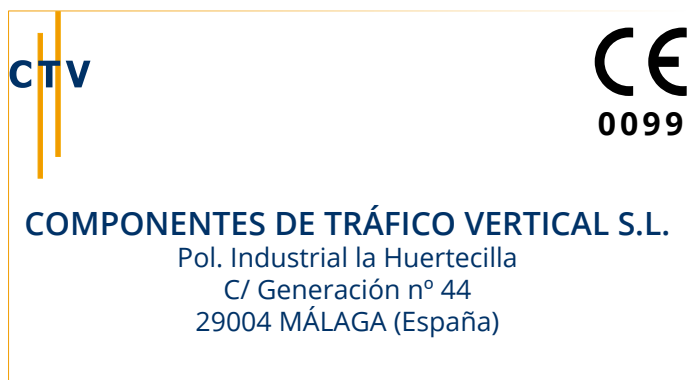 CTV
CE
0099
COMPONENTES DE TRÁFICO VERTICAL S.L.
Pol. Industrial la Huertecilla
C/ Generación nº 44
29004 MÁLAGA (España)